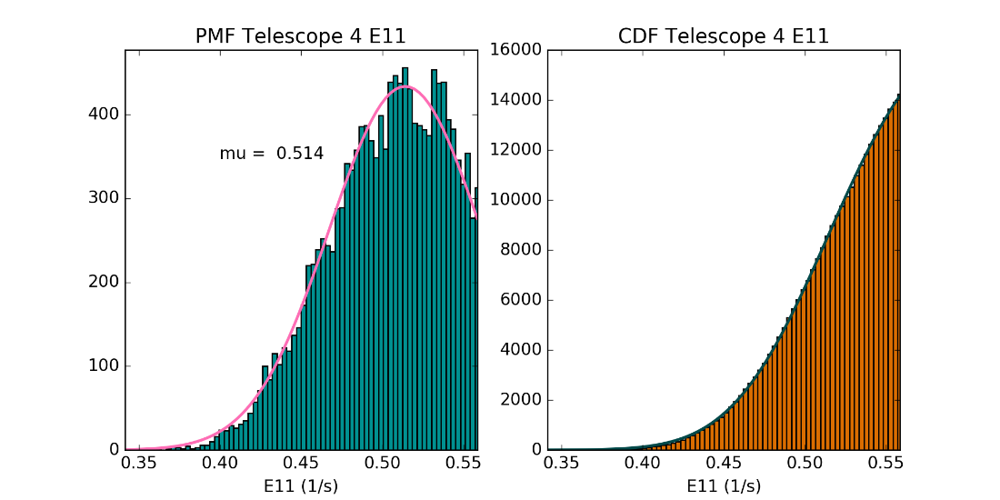 PMF Telescope 4 E11
400
300
200
100
0
mu =  0.514
0.35 0.40 0.45 0.50 0.55
E11 (1/s)
CDF Telescope 4 E11
16000
14000
12000
10000
8000
6000
4000
2000
0
0.35 0.40 0.45 0.50 0.55
E11 (1/s)